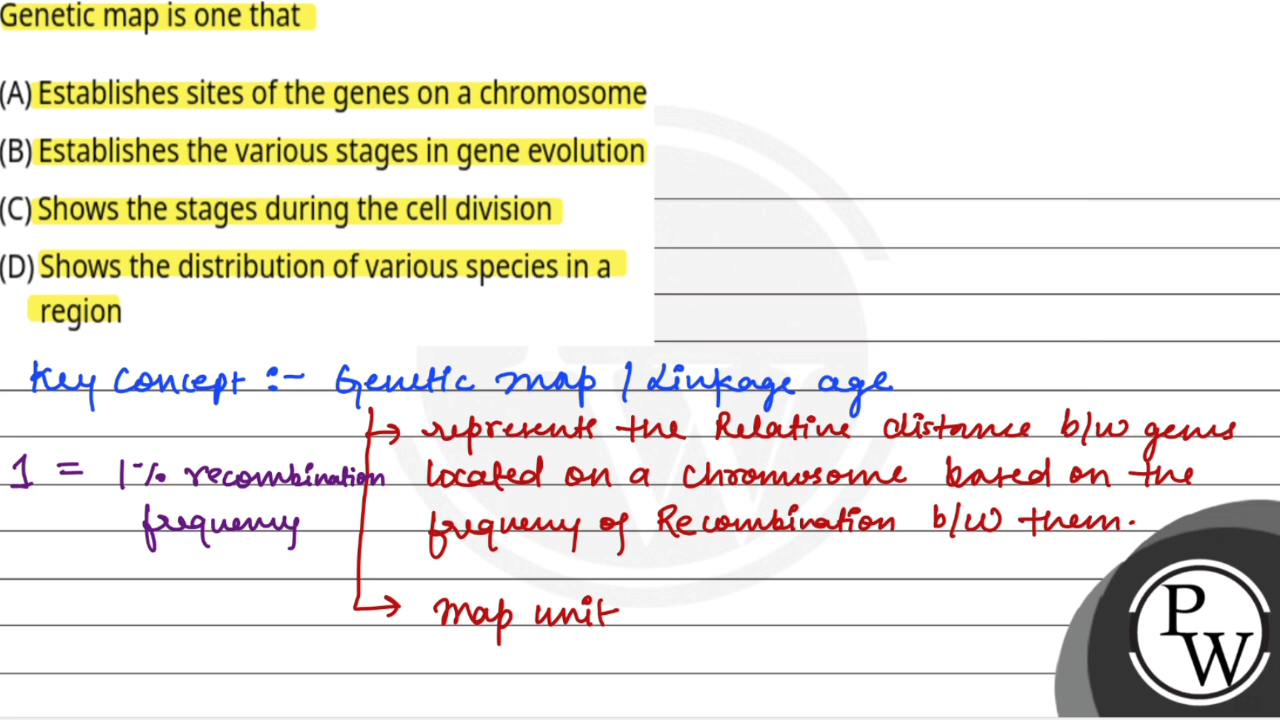 Genetic map is one that
(A) Establishes sites of the genes on a chromosome
(B) Establishes the various stages in gene evolution
(C) Shows the stages during the cell division
(D) Shows the distribution of various species in a
region
Key Concept :- Genetic map / Linkage age
represents the Relative distance b/w genes
1 = 1% recombination located on a chromosome based on the
frequency frequency of Recombination b/w them.
Map unit
P
W